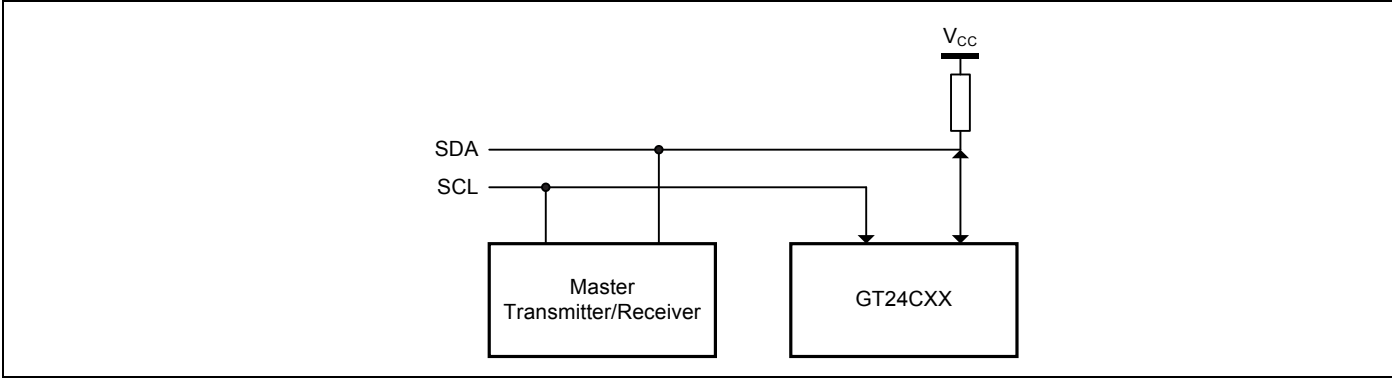 VCC
SDA
SCL
Master
Transmitter/Receiver
GT24CXX